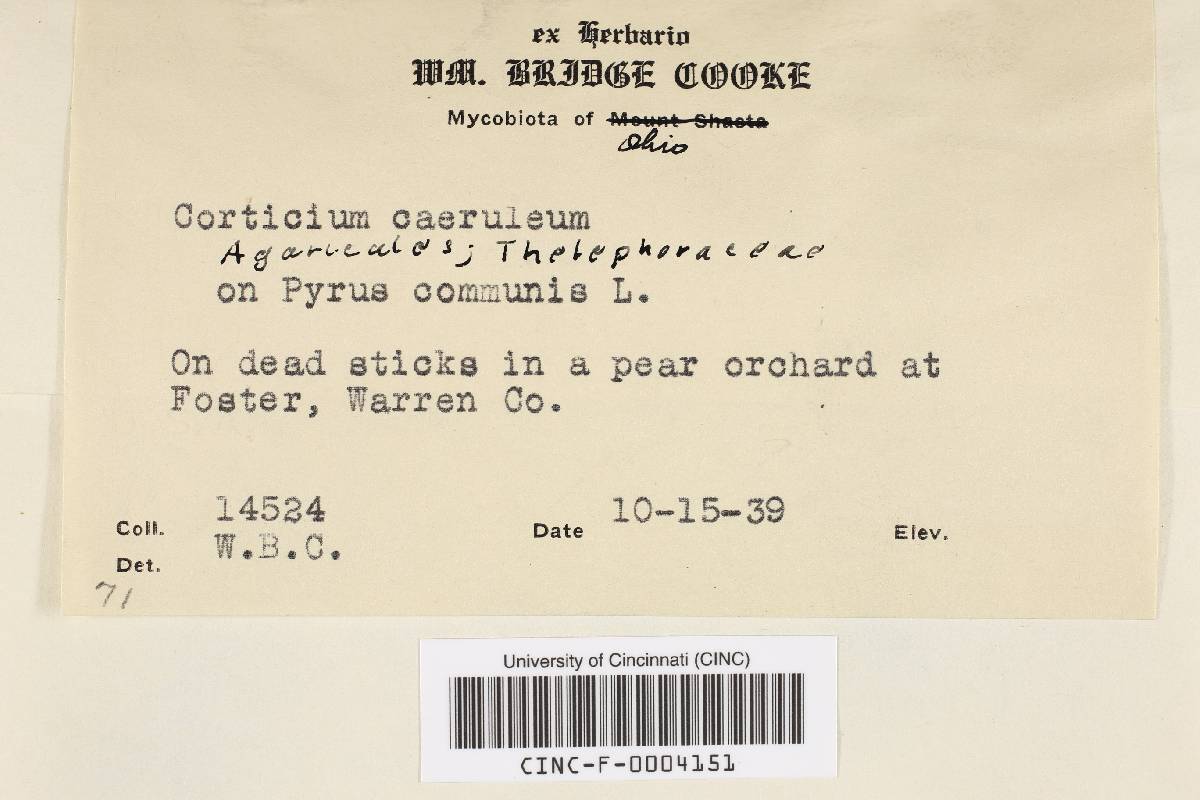 ex Herbario
WM. BRIDGE COOKE
Mycobiota of Mount Shasta
Ohio
Corticium caeruleum
Agaricales; Thelephoraceae
on Pyrus communis L.
On dead sticks in a pear orchard at
Foster, Warren Co.
Coll. 14524 Date 10-15-39 Elev.
Det. W.B.C.
71
University of Cincinnati (CINC)
CINC-F-0004151